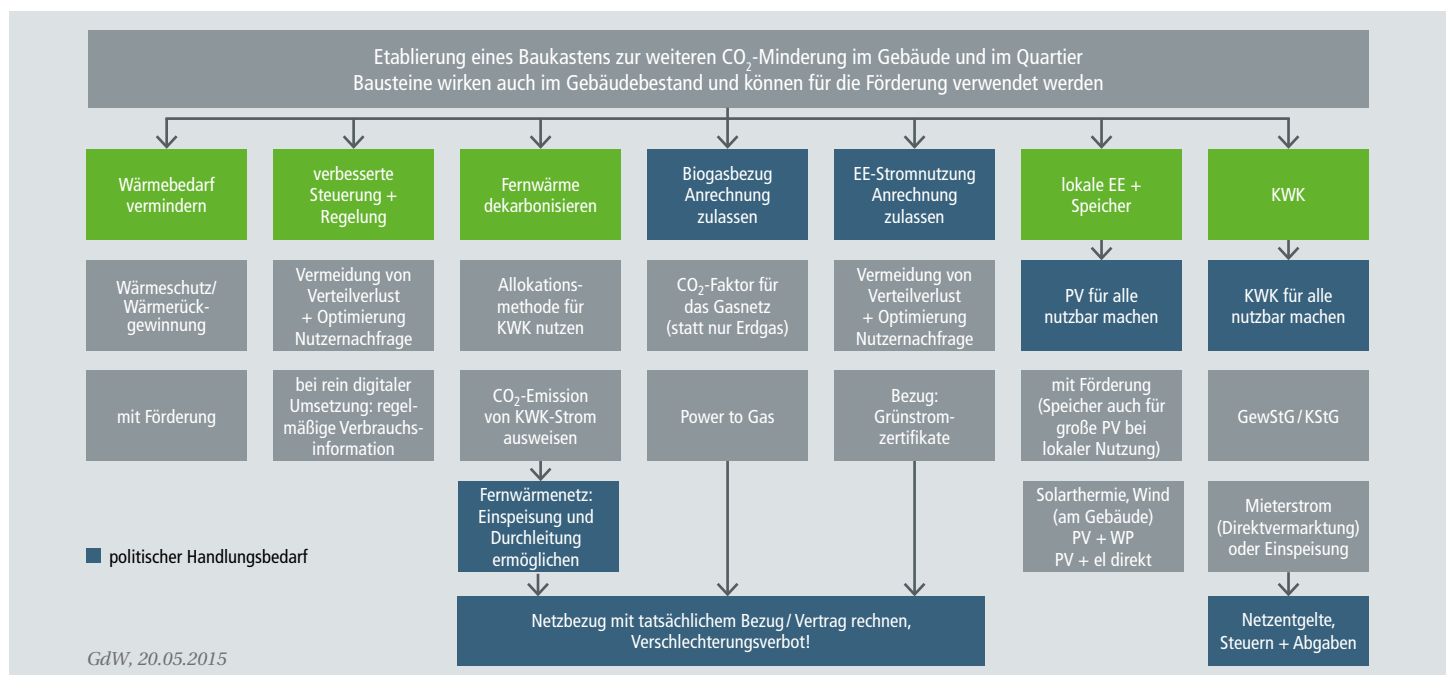 Etablierung eines Baukastens zur weiteren CO₂-Minderung im Gebäude und im Quartier
Bausteine wirken auch im Gebäudebestand und können für die Förderung verwendet werden
Wärmebedarf
vermindern
verbesserte
Steuerung +
Regelung
Fernwärme
dekarbonisieren
Biogasbezug
Anrechnung
zulassen
EE-Stromnutzung
Anrechnung
zulassen
lokale EE +
Speicher
KWK
Wärmeschutz/
Wärmerück-
gewinnung
Vermeidung von
Verteilverlust
+ Optimierung
Nutzernachfrage
Allokations-
methode für
KWK nutzen
CO₂-Faktor für
das Gasnetz
(statt nur Erdgas)
Vermeidung von
Verteilverlust
+ Optimierung
Nutzernachfrage
PV für alle
nutzbar machen
KWK für alle
nutzbar machen
mit Förderung
bei rein digitaler
Umsetzung: regel-
mäßige Verbrauchs-
information
CO₂-Emission
von KWK-Strom
ausweisen
Power to Gas
Bezug:
Grünstrom-
zertifikate
mit Förderung
(Speicher auch für
große PV bei
lokaler Nutzung)
GewStG/KStG
Fernwärmenetz:
Einspeisung und
Durchleitung
ermöglichen
Solarthermie, Wind
(am Gebäude)
PV + WP
PV + el direkt
Mieterstrom
(Direktvermarktung)
oder Einspeisung
politischer Handlungsbedarf
Netzbezug mit tatsächlichem Bezug/Vertrag rechnen,
Verschlechterungsverbot!
Netzentgelte,
Steuern + Abgaben
GdW, 20.05.2015